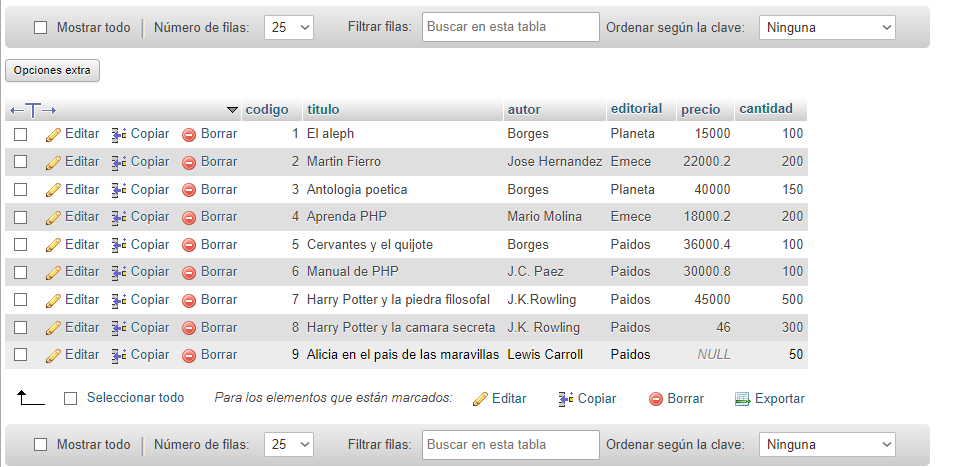 Mostrar todo Número de filas: 25 Filtrar filas: Buscar en esta tabla Ordenar según la clave: Ninguna
Opciones extra
codigo titulo autor editorial precio cantidad
Editar Copiar Borrar 1 El aleph Borges Planeta 15000 100
Editar Copiar Borrar 2 Martin Fierro Jose Hernandez Emece 22000.2 200
Editar Copiar Borrar 3 Antologia poetica Borges Planeta 40000 150
Editar Copiar Borrar 4 Aprenda PHP Mario Molina Emece 18000.2 200
Editar Copiar Borrar 5 Cervantes y el quijote Borges Paidos 36000.4 100
Editar Copiar Borrar 6 Manual de PHP J.C. Paez Paidos 30000.8 100
Editar Copiar Borrar 7 Harry Potter y la piedra filosofal J.K.Rowling Paidos 45000 500
Editar Copiar Borrar 8 Harry Potter y la camara secreta J.K. Rowling Paidos 46 300
Editar Copiar Borrar 9 Alicia en el pais de las maravillas Lewis Carroll Paidos NULL 50
Seleccionar todo Para los elementos que están marcados: Editar Copiar Borrar Exportar
Mostrar todo Número de filas: 25 Filtrar filas: Buscar en esta tabla Ordenar según la clave: Ninguna